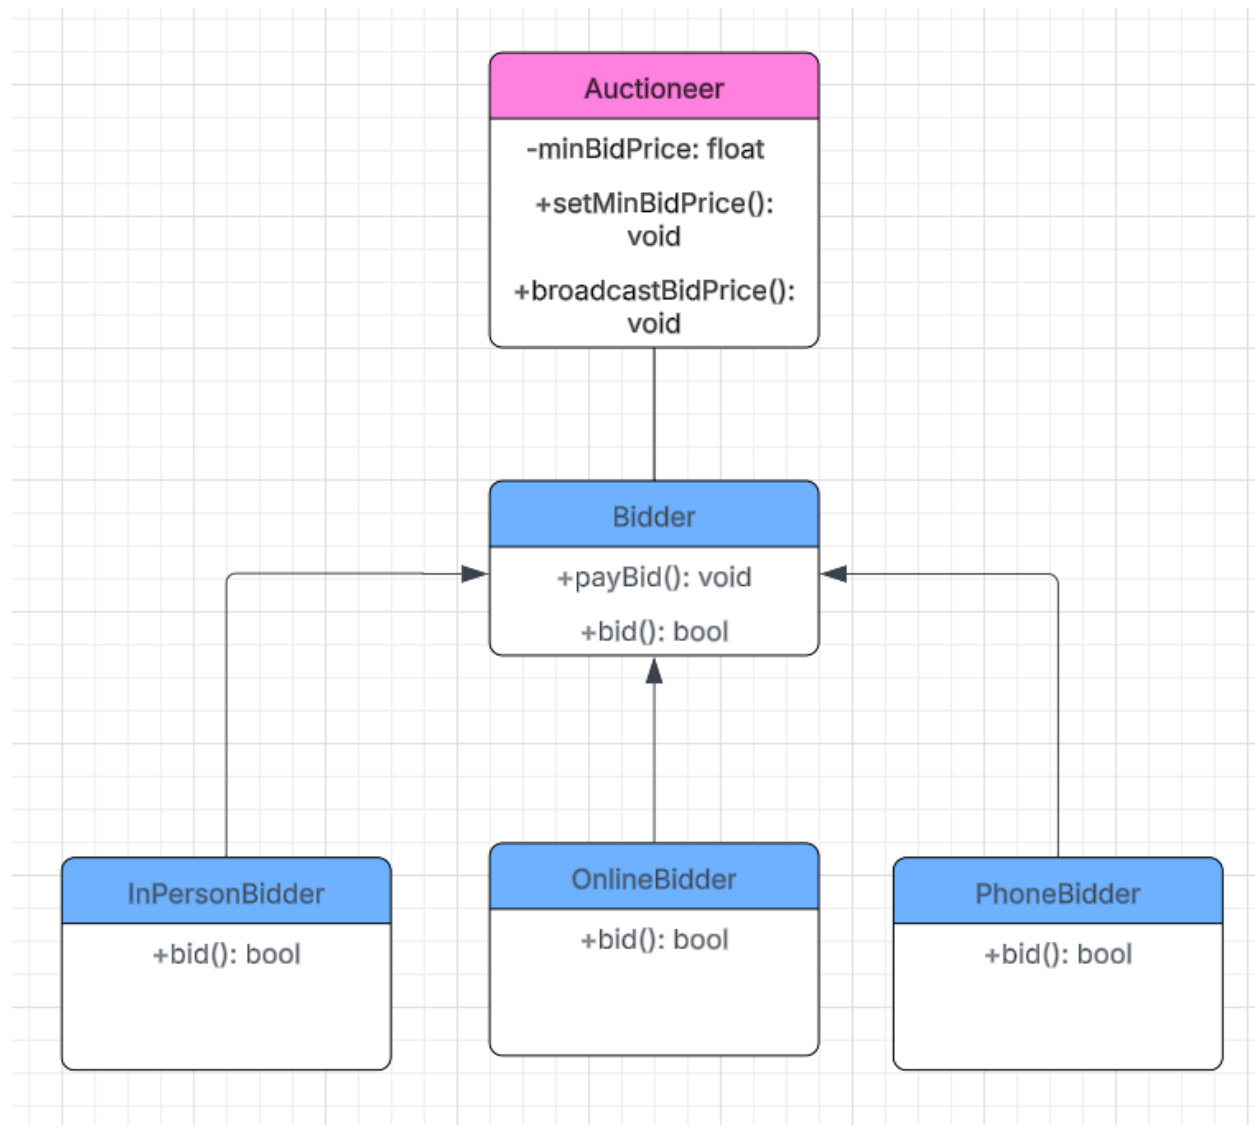 Auctioneer
-minBidPrice: float
+setMinBidPrice():
void
+broadcastBidPrice():
void
Bidder
+payBid(): void
+bid(): bool
InPersonBidder
+bid(): bool
OnlineBidder
+bid(): bool
PhoneBidder
+bid(): bool